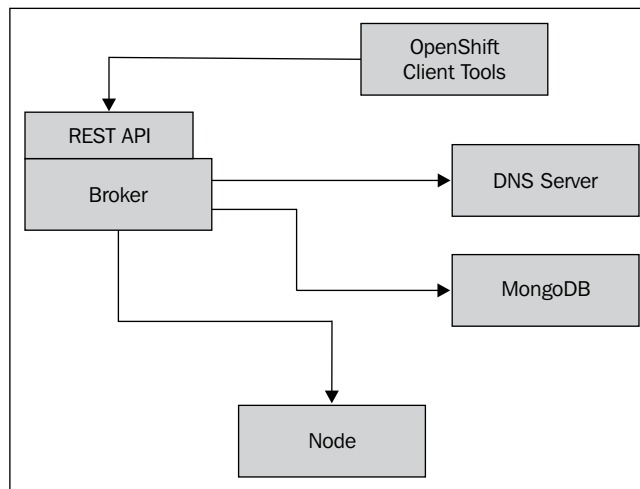 OpenShift
Client Tools
REST API
Broker
DNS Server
MongoDB
Node